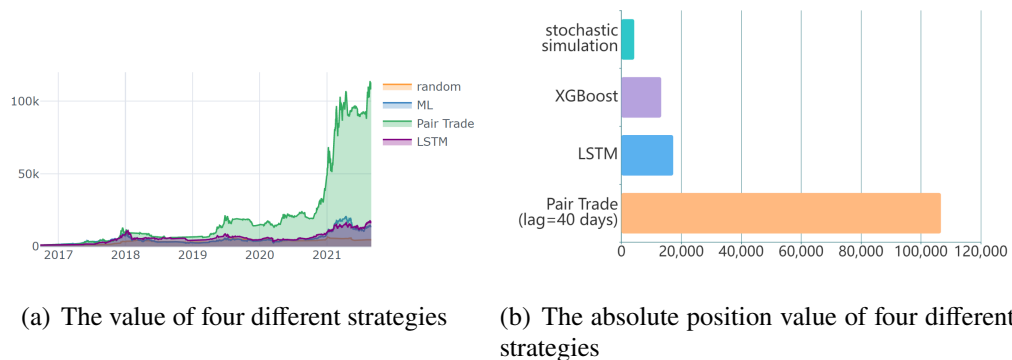 100k
50k
0
2017 2018 2019 2020 2021
random
ML
Pair Trade
LSTM
(a) The value of four different strategies
stochastic
simulation
XGBoost
LSTM
Pair Trade
(lag=40 days)
0 20,000 40,000 60,000 80,000 100,000 120,000
(b) The absolute position value of four different
strategies